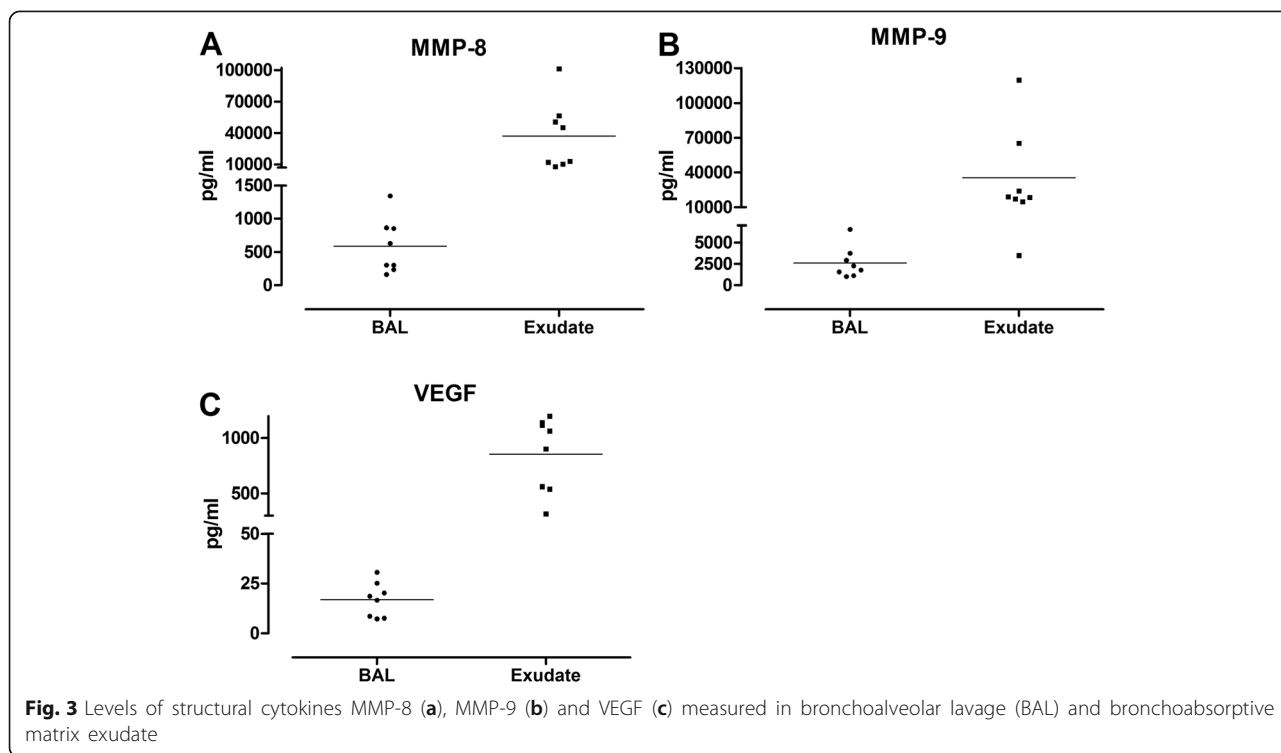 A
MMP-8
pg/ml
100000
70000
40000
10000
1500
1000
500
0
BAL Exudate
B
MMP-9
pg/ml
130000
100000
70000
40000
10000
5000
2500
0
BAL Exudate
C
VEGF
pg/ml
1000
500
50
25
0
BAL Exudate
Fig. 3 Levels of structural cytokines MMP-8 (a), MMP-9 (b) and VEGF (c) measured in bronchoalveolar lavage (BAL) and bronchoabsorptive
matrix exudate